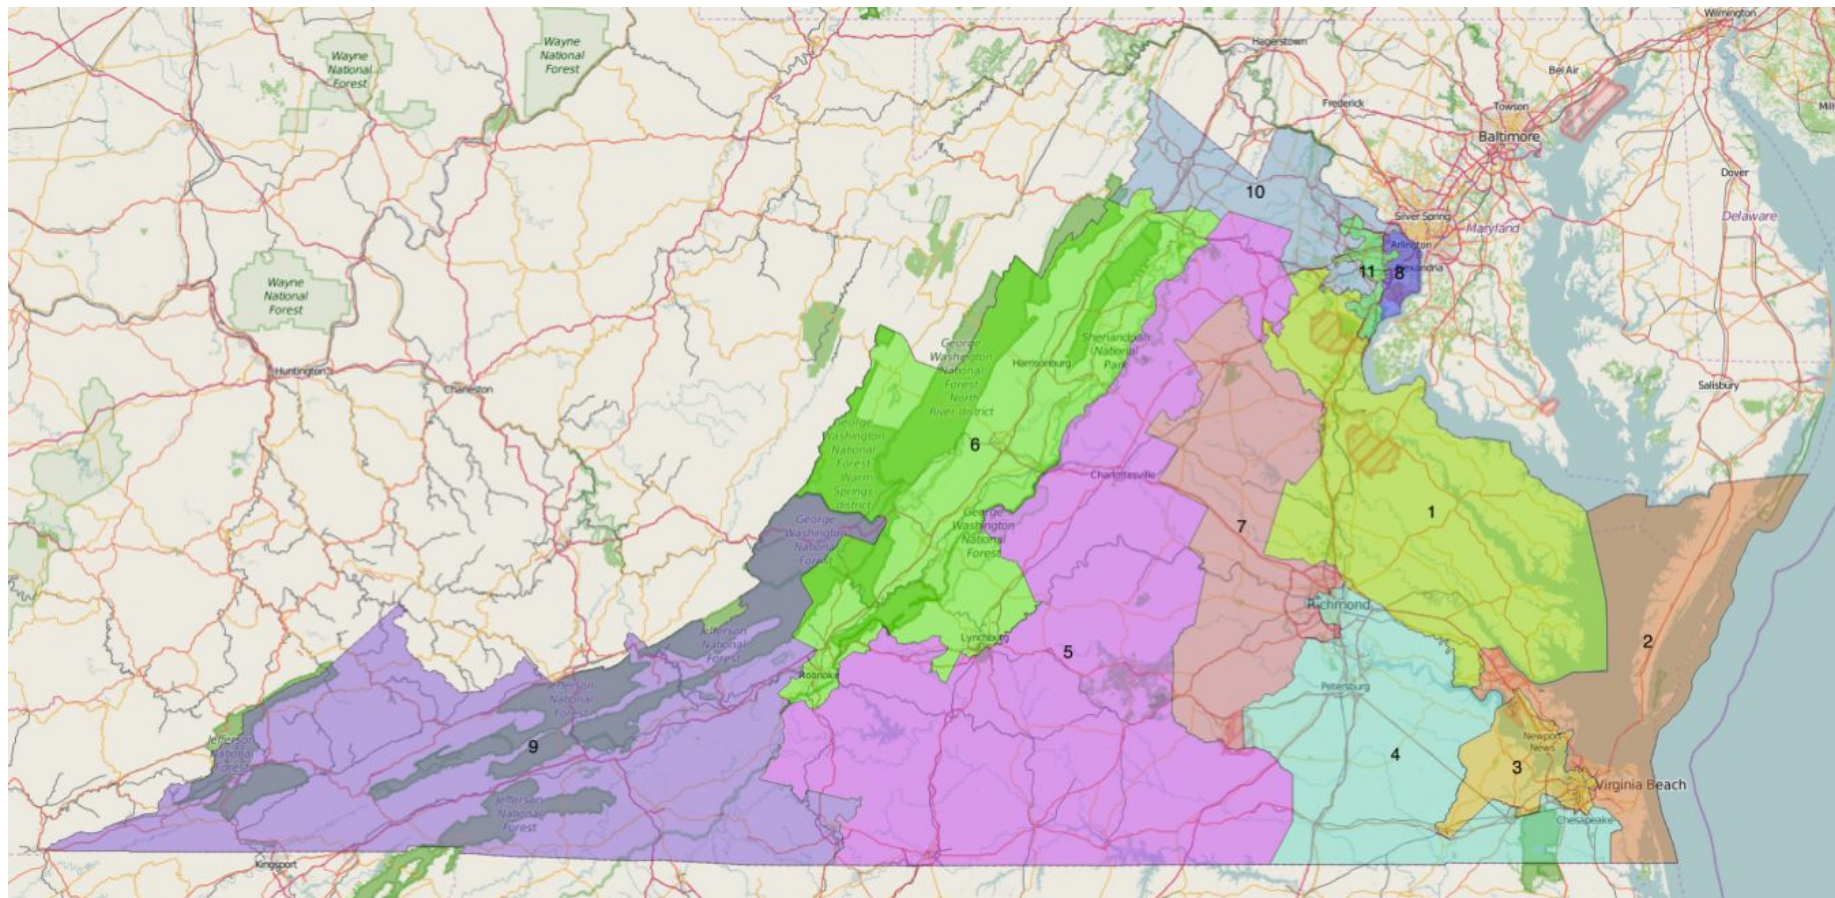 Wilmington
Wayne
National
Forest
Wayne
National
Forest
Hagerstown
Bel Air
Frederick
Towson
Baltimore
Dover
10
Silver Spring
Maryland
Delaware
Arlington
11
8
Wayne
National
Forest
George
Washington
National
Forest
North
River district
Harrisonburg
Shenandoah
National
Park
Huntington
Charleston
Salisbury
George
Washington
National
Forest
Warm
Springs
district
6
Charlottesville
George
Washington
National
Forest
George
Washington
National
Forest
7
1
Richmond
Jefferson
National
Forest
Lynchburg
5
2
Roanoke
Petersburg
Jefferson
National
Forest
Jefferson
National
Forest
9
4
Newport
News
3
Virginia Beach
Jefferson
National
Forest
Chesapeake
Kingsport